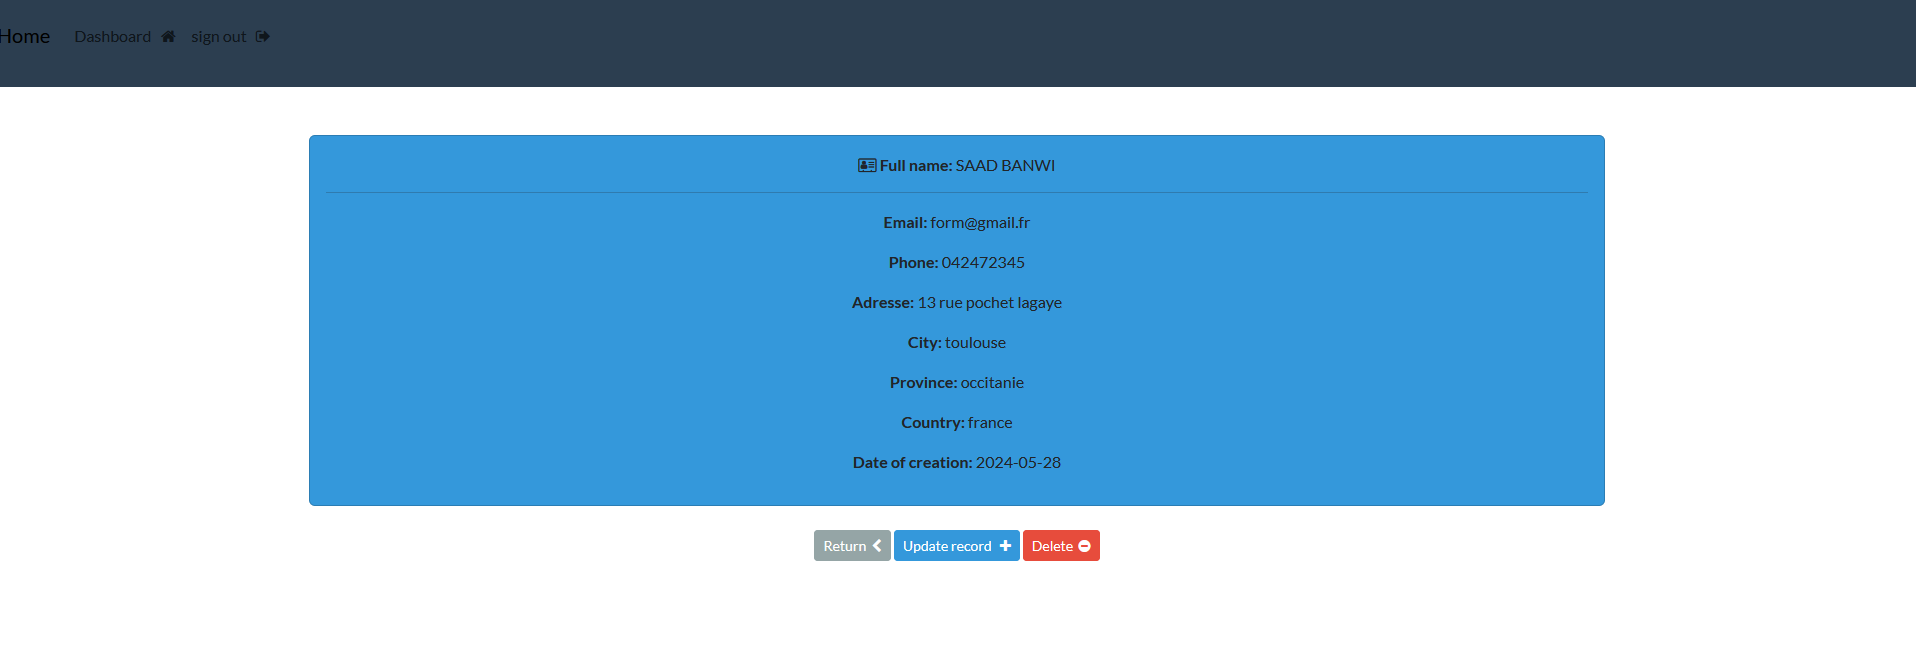 Home Dashboard sign out
Full name: SAAD BANWI
Email: form@gmail.fr
Phone: 042472345
Adresse: 13 rue pochet lagaye
City: toulouse
Province: occitanie
Country: france
Date of creation: 2024-05-28
Return Update record Delete